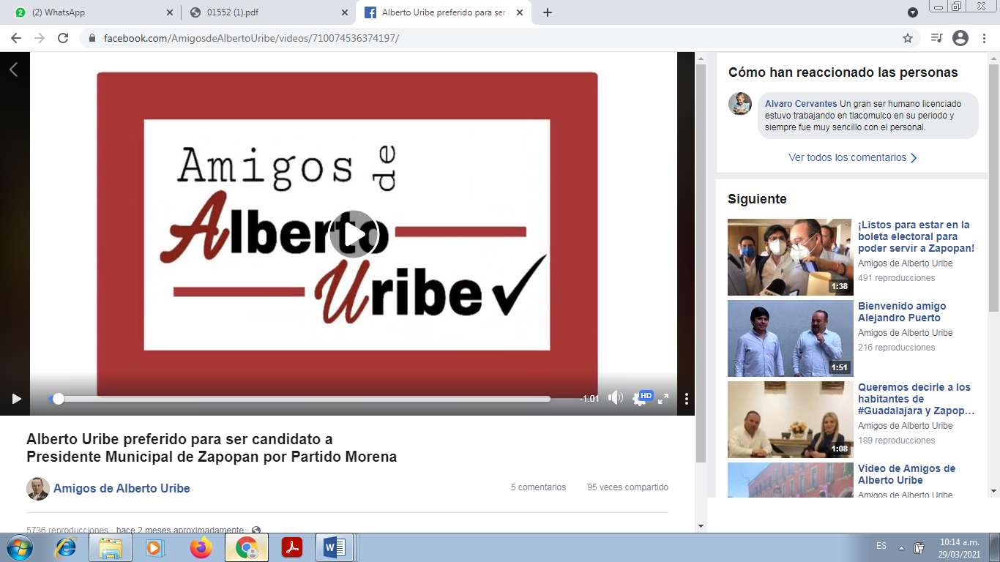 (2) WhatsApp
01552 (1).pdf
Alberto Uribe preferido para ser
facebook.com/AmigosdeAlbertoUribe/videos/710074536374197/
Amigos de
Alberto
Uribe
-1:01
HD
Alberto Uribe preferido para ser candidato a
Presidente Municipal de Zapopan por Partido Morena
Amigos de Alberto Uribe
5 comentarios
95 veces compartido
5736 reproducciones · hace 2 meses aproximadamente ·
Cómo han reaccionado las personas
Alvaro Cervantes Un gran ser humano licenciado
estuvo trabajando en tlacomulco en su periodo y
siempre fue muy sencillo con el personal.
Ver todos los comentarios
Siguiente
¡Listos para estar en la
boleta electoral para
poder servir a Zapopan!
Amigos de Alberto Uribe
491 reproducciones
1:38
Bienvenido amigo
Alejandro Puerto
Amigos de Alberto Uribe
216 reproducciones
1:51
Queremos decirle a los
habitantes de
#Guadalajara y Zapop…
Amigos de Alberto Uribe
189 reproducciones
1:08
Vídeo de Amigos de
Alberto Uribe
Amigos de Alberto Uribe
ES
10:14 a.m.
29/03/2021